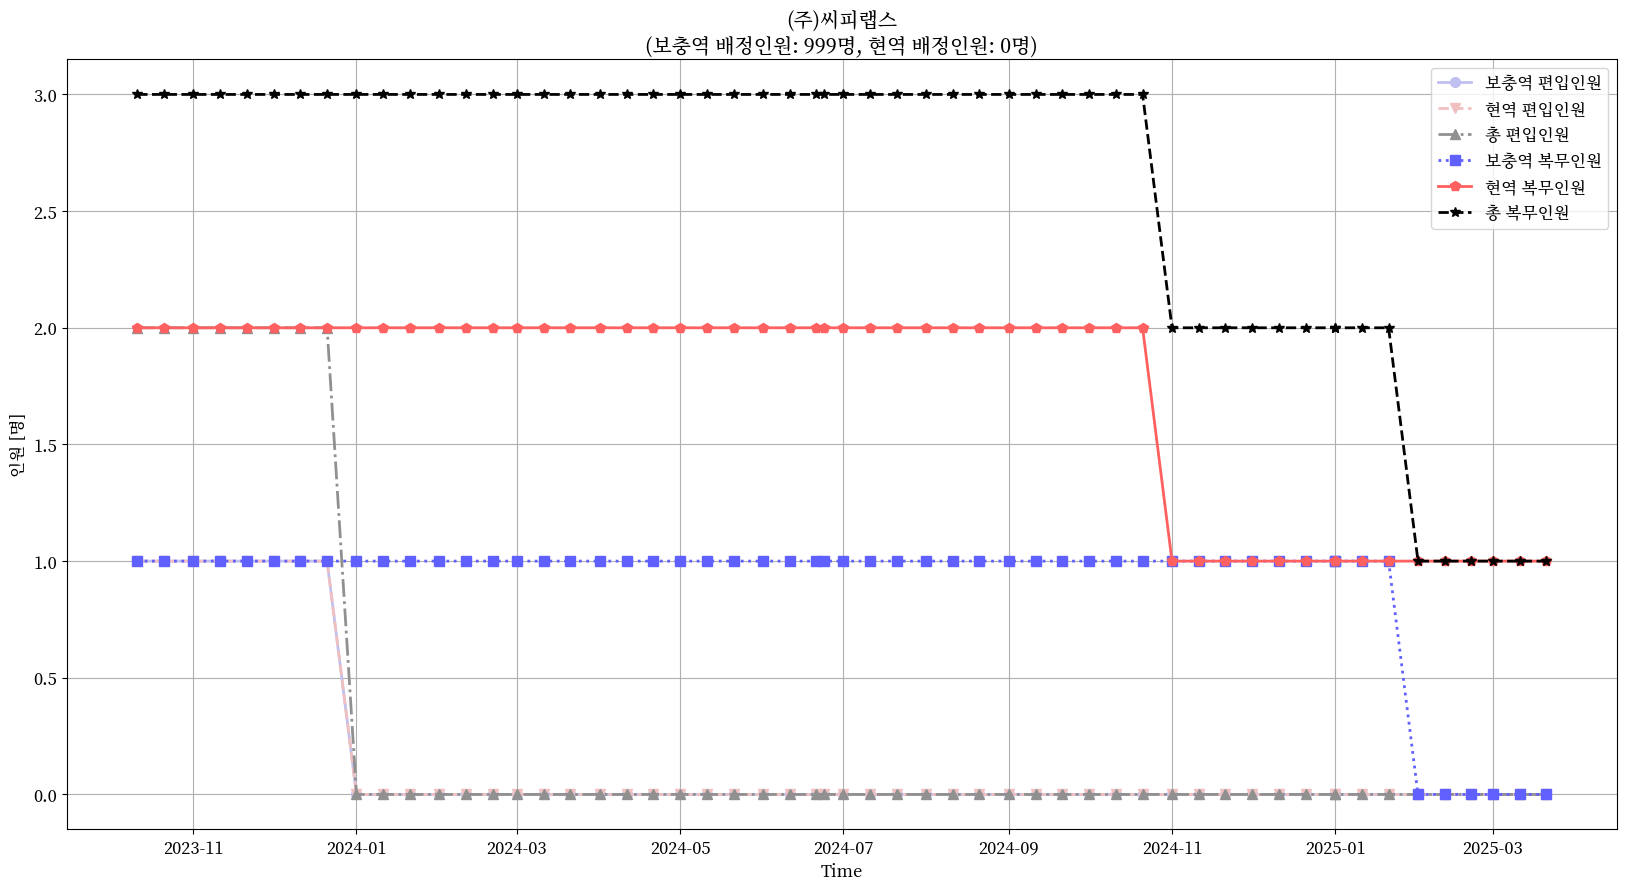 (주)씨피랩스
(보충역 배정인원: 999명, 현역 배정인원: 0명)
보충역 편입인원
현역 편입인원
총 편입인원
보충역 복무인원
현역 복무인원
총 복무인원
인원 [명]
3.0
2.5
2.0
1.5
1.0
0.5
0.0
2023-11
2024-01
2024-03
2024-05
2024-07
2024-09
2024-11
2025-01
2025-03
Time